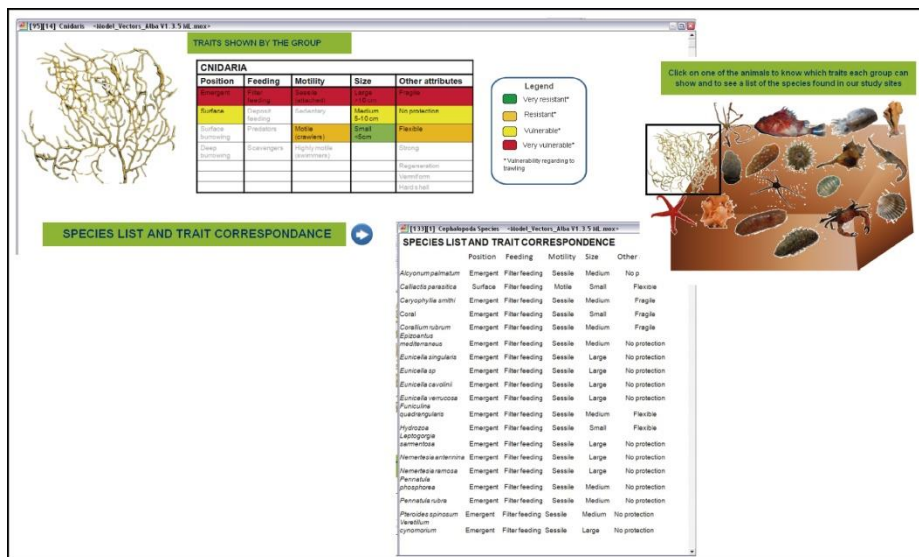 [95][14] Cnidaris <Model_Vectors_Alba V1.3.5 ML.mox>
TRAITS SHOWN BY THE GROUP
CNIDARIA
Position Feeding Motility Size Other attributes
Emergent Filter feeding Sessile (attached) Large >10 cm Fragile
Surface Deposit feeding Sedentary Medium 5-10 cm No protection
Surface burrowing Predators Motile (crawlers) Small <5cm Flexible
Deep burrowing Scavengers Highly motile (swimmers) Strong
Regeneration
Vermiform
Hard shell
Legend
Very resistant*
Resistant*
Vulnerable*
Very vulnerable*
* Vulnerability regarding to
trawling
Click on one of the animals to know which traits each group can
show and to see a list of the species found in our study sites
SPECIES LIST AND TRAIT CORRESPONDANCE
[133][1] Cephalopoda Species <Model_Vectors_Alba V1.3.5 ML.mox>
SPECIES LIST AND TRAIT CORRESPONDENCE
Position Feeding Motility Size Other
Alcyonum palmatum Emergent Filter feeding Sessile Medium No p
Calliactis parasitica Surface Filter feeding Motile Small Flexible
Caryophyllia smithi Emergent Filter feeding Sessile Medium Fragile
Coral Emergent Filter feeding Sessile Small Fragile
Corallium rubrum Emergent Filter feeding Sessile Medium Fragile
Epizoantus
mediterraneus Emergent Filter feeding Sessile Medium No protection
Eunicella singularis Emergent Filter feeding Sessile Large No protection
Eunicella sp Emergent Filter feeding Sessile Large No protection
Eunicella cavolinii Emergent Filter feeding Sessile Large No protection
Eunicella verrucosa Emergent Filter feeding Sessile Large No protection
Funiculina
quadrangularis Emergent Filter feeding Sessile Medium Flexible
Hydrozoa Emergent Filter feeding Sessile Small Flexible
Leptogorgia
sarmentosa Emergent Filter feeding Sessile Large No protection
Nemertesia antennina Emergent Filter feeding Sessile Large No protection
Nemertesia ramosa Emergent Filter feeding Sessile Large No protection
Pennatula
phosphorea Emergent Filter feeding Sessile Medium No protection
Pennatula rubra Emergent Filter feeding Sessile Medium No protection
Pteroides spinosum Emergent Filter feeding Sessile Medium No protection
Veretillum
cynomorium Emergent Filter feeding Sessile Large No protection